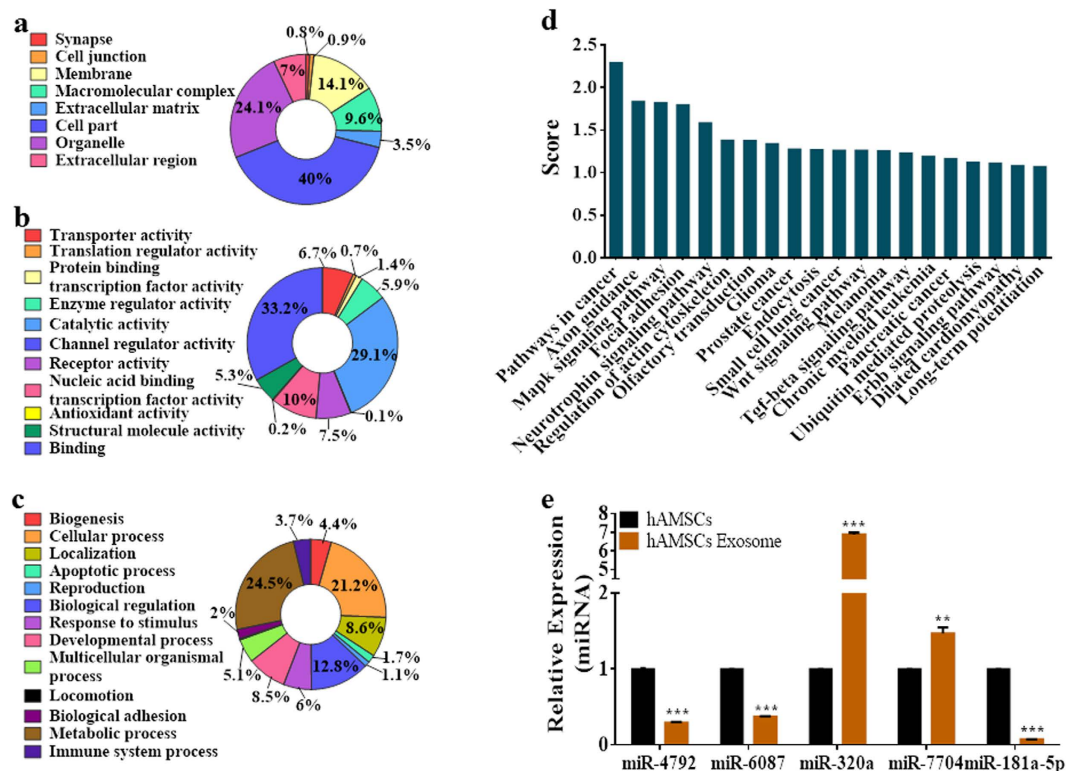 a
Synapse
Cell junction
Membrane
Macromolecular complex
Extracellular matrix
Cell part
Organelle
Extracellular region
0.8%
0.9%
14.1%
9.6%
3.5%
40%
24.1%
7%
b
Transporter activity
Translation regulator activity
Protein binding
transcription factor activity
Enzyme regulator activity
Catalytic activity
Channel regulator activity
Receptor activity
Nucleic acid binding
transcription factor activity
Antioxidant activity
Structural molecule activity
Binding
6.7%
0.7%
1.4%
5.9%
29.1%
0.1%
7.5%
10%
0.2%
5.3%
33.2%
c
Biogenesis
Cellular process
Localization
Apoptotic process
Reproduction
Biological regulation
Response to stimulus
Developmental process
Multicellular organismal
process
Locomotion
Biological adhesion
Metabolic process
Immune system process
3.7%
4.4%
21.2%
8.6%
1.7%
1.1%
12.8%
6%
8.5%
5.1%
2%
24.5%
d
Score
2.5
2.0
1.5
1.0
0.5
0.0
Pathways in cancer
Axon guidance
Mapk signaling pathway
Focal adhesion
Neurotrophin signaling pathway
Regulation of actin cytoskeleton
Olfactory transduction
Glioma
Prostate cancer
Endocytosis
Small cell lung cancer
Wnt signaling pathway
Melanoma
Tgf-beta signaling pathway
Chronic myeloid leukemia
Pancreatic cancer
Ubiquitin mediated proteolysis
Erbb signaling pathway
Dilated cardiomyopathy
Long-term potentiation
e
Relative Expression
(miRNA)
8
7
6
2
1
0
hAMSCs
hAMSCs Exosome
***
***
***
**
***
miR-4792
miR-6087
miR-320a
miR-7704
miR-181a-5p